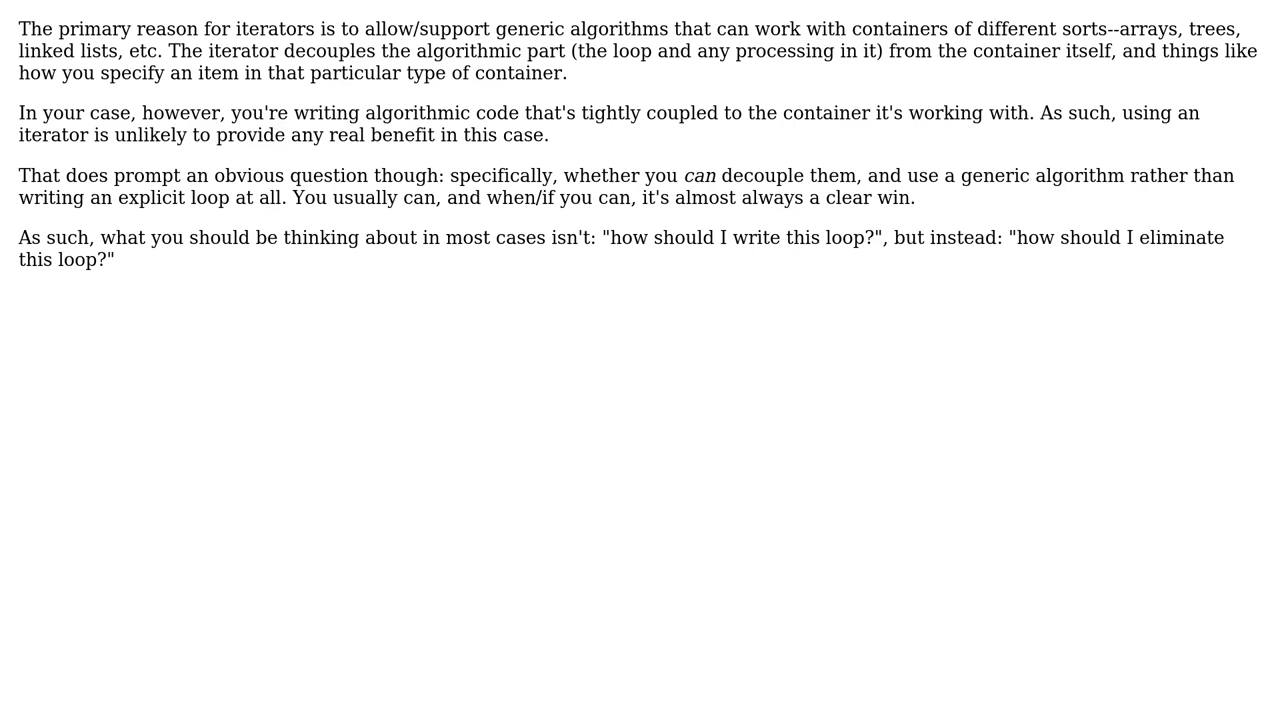 The primary reason for iterators is to allow/support generic algorithms that can work with containers of different sorts--arrays, trees,
linked lists, etc. The iterator decouples the algorithmic part (the loop and any processing in it) from the container itself, and things like
how you specify an item in that particular type of container.
In your case, however, you're writing algorithmic code that's tightly coupled to the container it's working with. As such, using an
iterator is unlikely to provide any real benefit in this case.
That does prompt an obvious question though: specifically, whether you can decouple them, and use a generic algorithm rather than
writing an explicit loop at all. You usually can, and when/if you can, it's almost always a clear win.
As such, what you should be thinking about in most cases isn't: "how should I write this loop?", but instead: "how should I eliminate
this loop?"